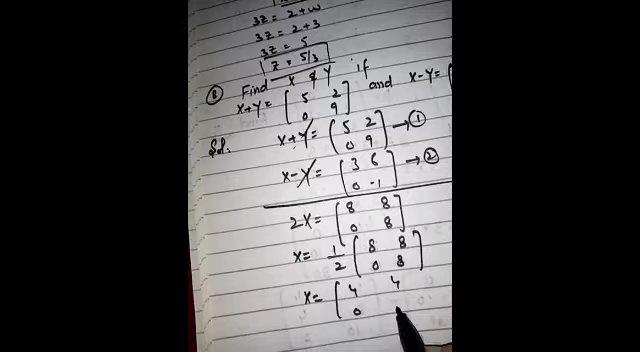 3Z = 2+w
3Z = 2+3
3Z = 5
Z = 5/3
⑧ Find X & Y if
X+Y = [5 2
0 9] and X-Y = [
Sol. X+Y = [5 2
0 9] → ①
X-Y = [3 6
0 -1] → ②
2X = [8 8
0 8]
X = 1/2 [8 8
0 8]
X = [4 4
0